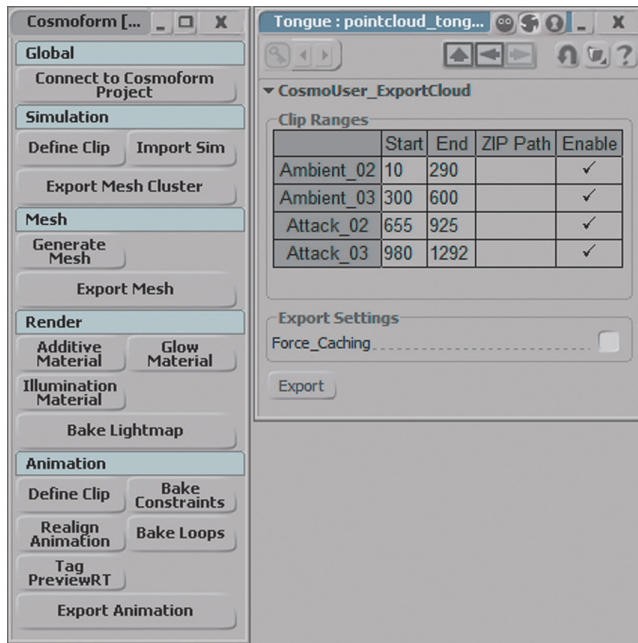 Cosmoform [...
Global
Connect to Cosmoform
Project
Simulation
Define Clip
Import Sim
Export Mesh Cluster
Mesh
Generate
Mesh
Export Mesh
Render
Additive
Material
Glow
Material
Illumination
Material
Bake Lightmap
Animation
Define Clip
Bake
Constraints
Realign
Animation
Bake Loops
Tag
PreviewRT
Export Animation
Tongue : pointcloud_tong...
CosmoUser_ExportCloud
Clip Ranges
Start End ZIP Path Enable
Ambient_02 10 290 ✓
Ambient_03 300 600 ✓
Attack_02 655 925 ✓
Attack_03 980 1292 ✓
Export Settings
Force_Caching
Export